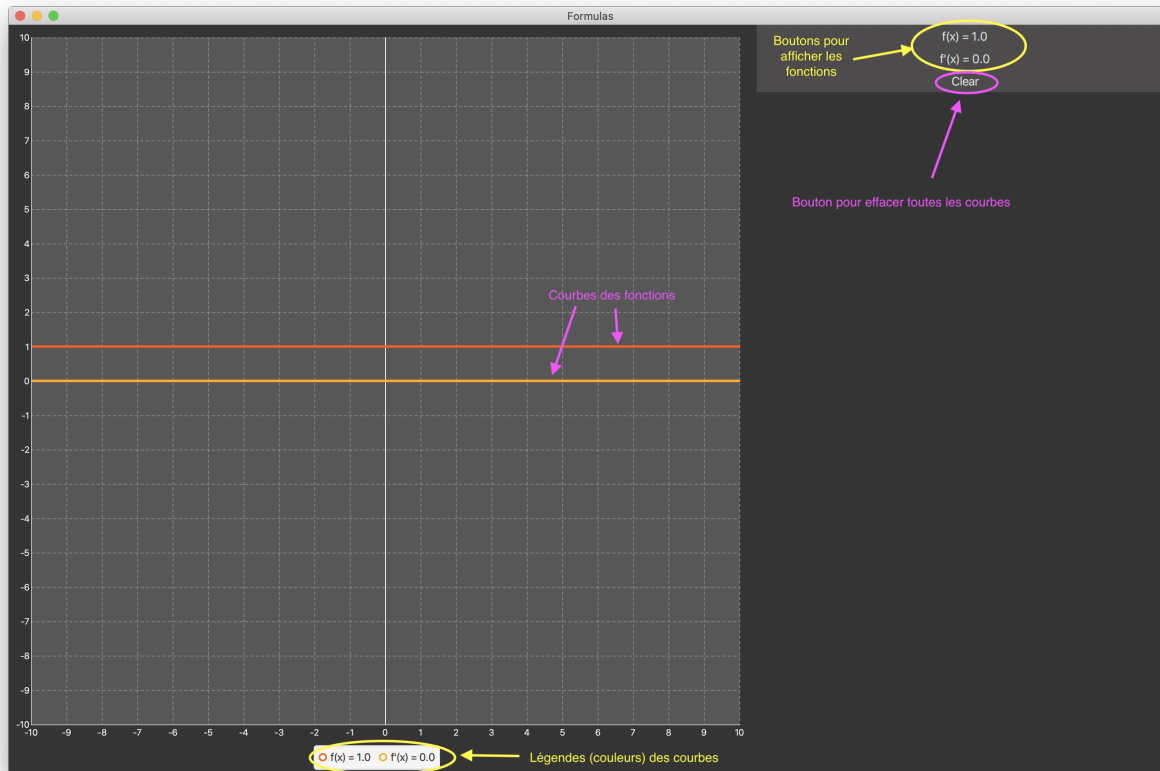 Formulas
10
9
8
7
6
5
4
3
2
1
0
-1
-2
-3
-4
-5
-6
-7
-8
-9
-10
-10 -9 -8 -7 -6 -5 -4 -3 -2 -1 0 1 2 3 4 5 6 7 8 9 10
Courbes des fonctions
f(x) = 1.0 f'(x) = 0.0
Légendes (couleurs) des courbes
Boutons pour
afficher les
fonctions
f(x) = 1.0
f'(x) = 0.0
Clear
Bouton pour effacer toutes les courbes